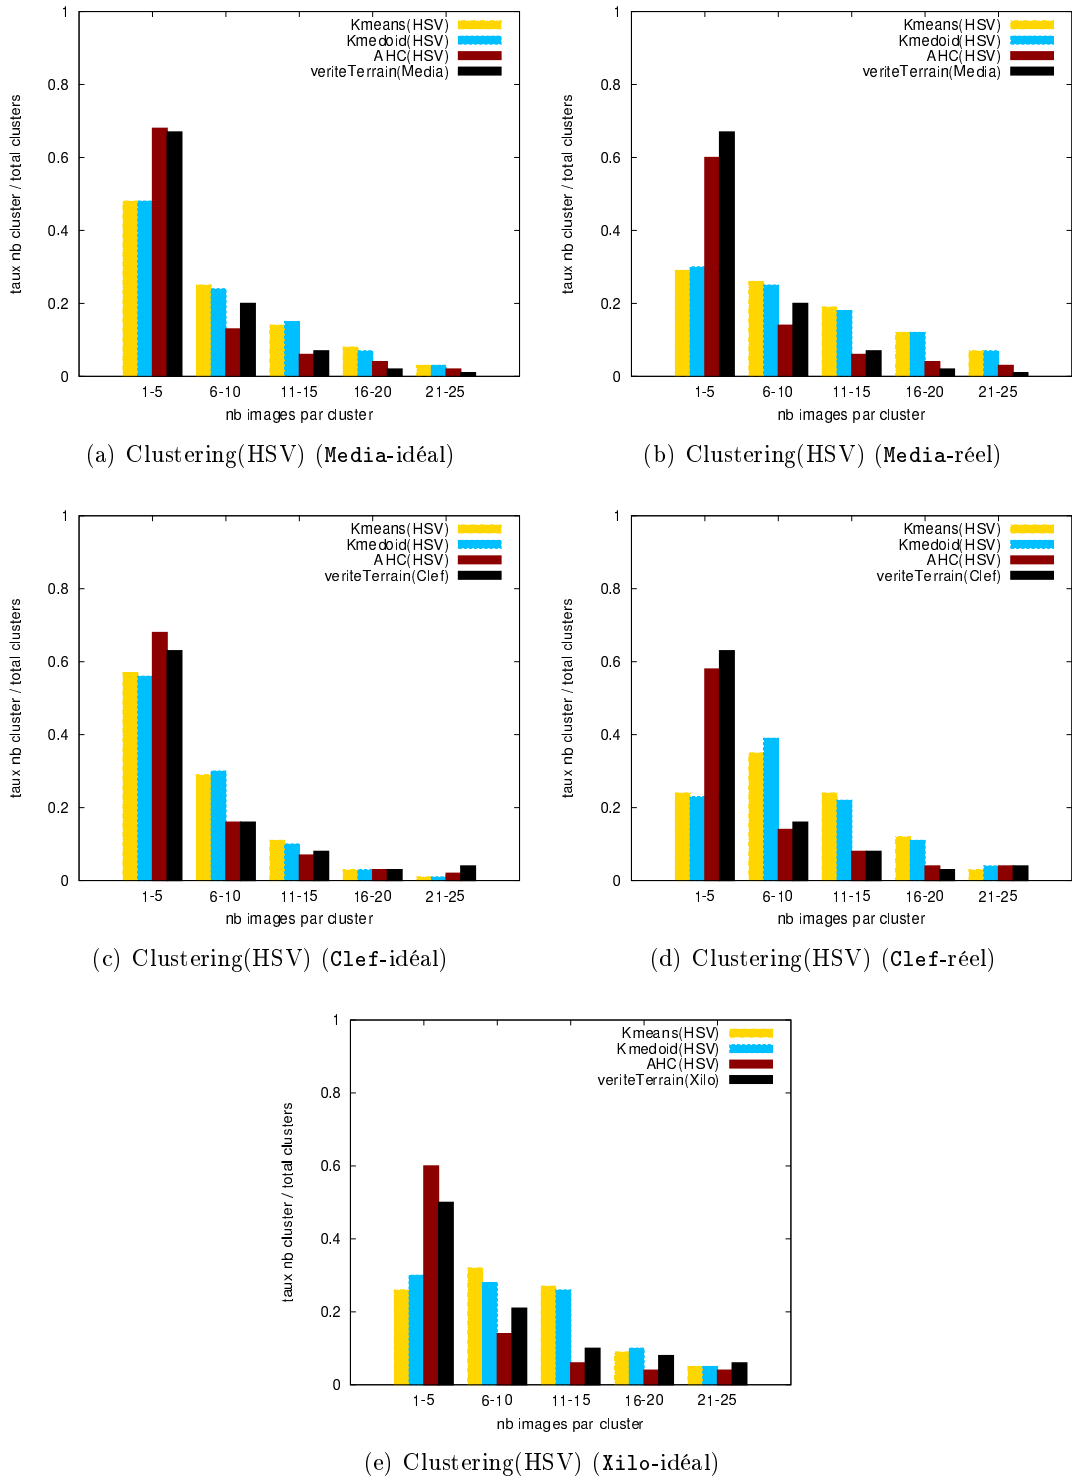 1
0.8
0.6
0.4
0.2
0
taux nb cluster / total clusters
Kmeans(HSV)
Kmedoid(HSV)
AHC(HSV)
veriteTerrain(Media)
1-5 6-10 11-15 16-20 21-25
nb images par cluster
(a) Clustering(HSV) (Media-idéal)
1
0.8
0.6
0.4
0.2
0
taux nb cluster / total clusters
Kmeans(HSV)
Kmedoid(HSV)
AHC(HSV)
veriteTerrain(Media)
1-5 6-10 11-15 16-20 21-25
nb images par cluster
(b) Clustering(HSV) (Media-réel)
1
0.8
0.6
0.4
0.2
0
taux nb cluster / total clusters
Kmeans(HSV)
Kmedoid(HSV)
AHC(HSV)
veriteTerrain(Clef)
1-5 6-10 11-15 16-20 21-25
nb images par cluster
(c) Clustering(HSV) (Clef-idéal)
1
0.8
0.6
0.4
0.2
0
taux nb cluster / total clusters
Kmeans(HSV)
Kmedoid(HSV)
AHC(HSV)
veriteTerrain(Clef)
1-5 6-10 11-15 16-20 21-25
nb images par cluster
(d) Clustering(HSV) (Clef-réel)
1
0.8
0.6
0.4
0.2
0
taux nb cluster / total clusters
Kmeans(HSV)
Kmedoid(HSV)
AHC(HSV)
veriteTerrain(Xilo)
1-5 6-10 11-15 16-20 21-25
nb images par cluster
(e) Clustering(HSV) (Xilo-idéal)